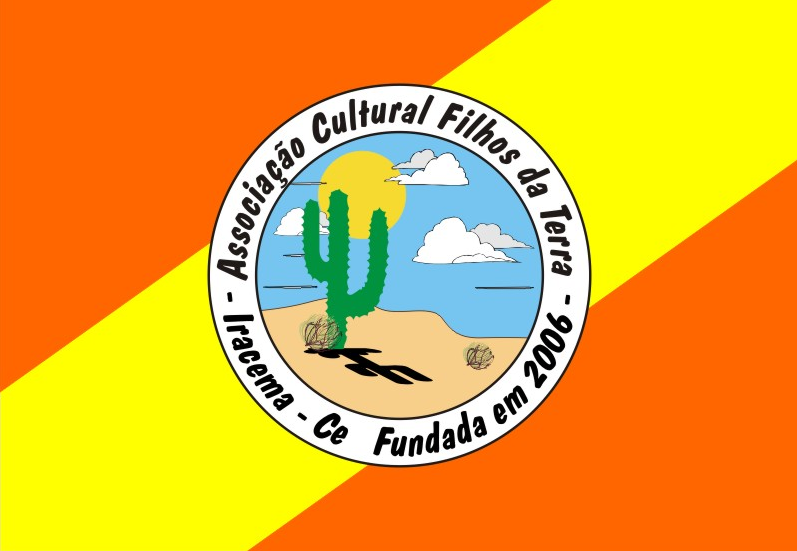 Associação Cultural Filhos da Terra
- Iracema - Ce Fundada em 2006 -